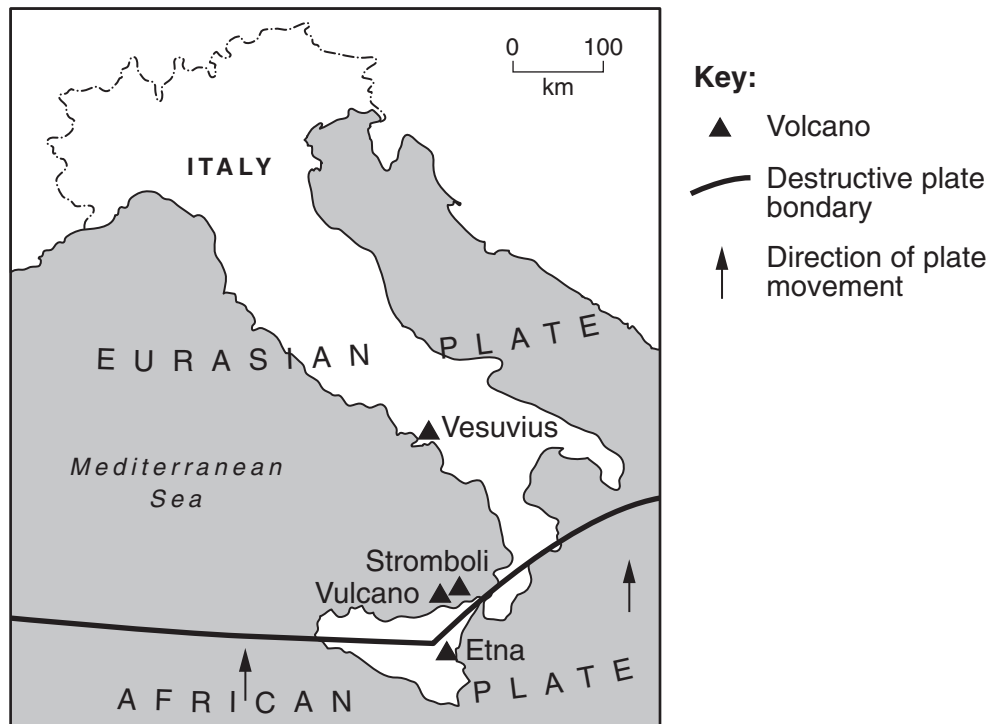 0 100
km
Key:
Volcano
ITALY
Destructive plate
bondary
Direction of plate
movement
EURASIAN PLATE
Vesuvius
Mediterranean
Sea
Stromboli
Vulcano
Etna
AFRICAN PLATE